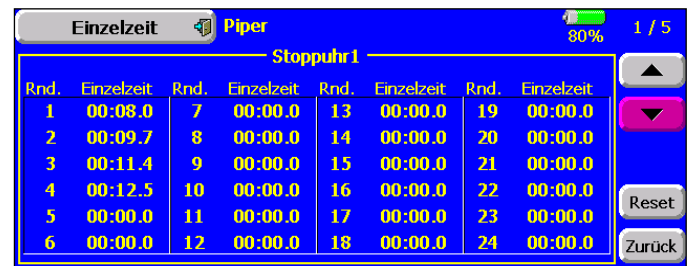 Einzelzeit Piper 80% 1 / 5
Stoppuhr1
Rnd. Einzelzeit Rnd. Einzelzeit Rnd. Einzelzeit Rnd. Einzelzeit
1 00:08.0 7 00:00.0 13 00:00.0 19 00:00.0
2 00:09.7 8 00:00.0 14 00:00.0 20 00:00.0
3 00:11.4 9 00:00.0 15 00:00.0 21 00:00.0
4 00:12.5 10 00:00.0 16 00:00.0 22 00:00.0
5 00:00.0 11 00:00.0 17 00:00.0 23 00:00.0
6 00:00.0 12 00:00.0 18 00:00.0 24 00:00.0
Reset
Zurück